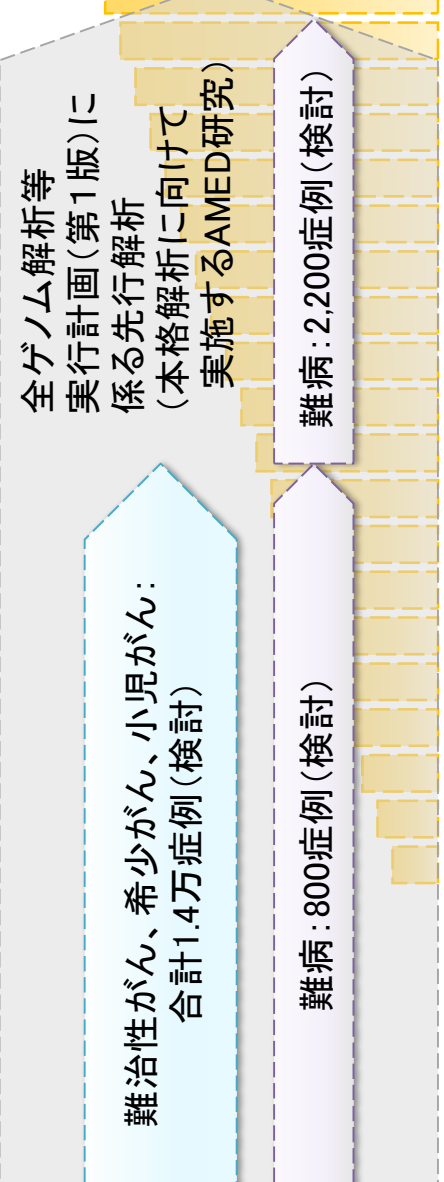 全ゲノム解析等
実行計画（第１版）に
係る先行解析
（本格解析に向けて
実施するAMED研究）
難治性がん、希少がん、小児がん：
合計1.4万症例（検討）
難病：800症例（検討）
難病：2,200症例（検討）